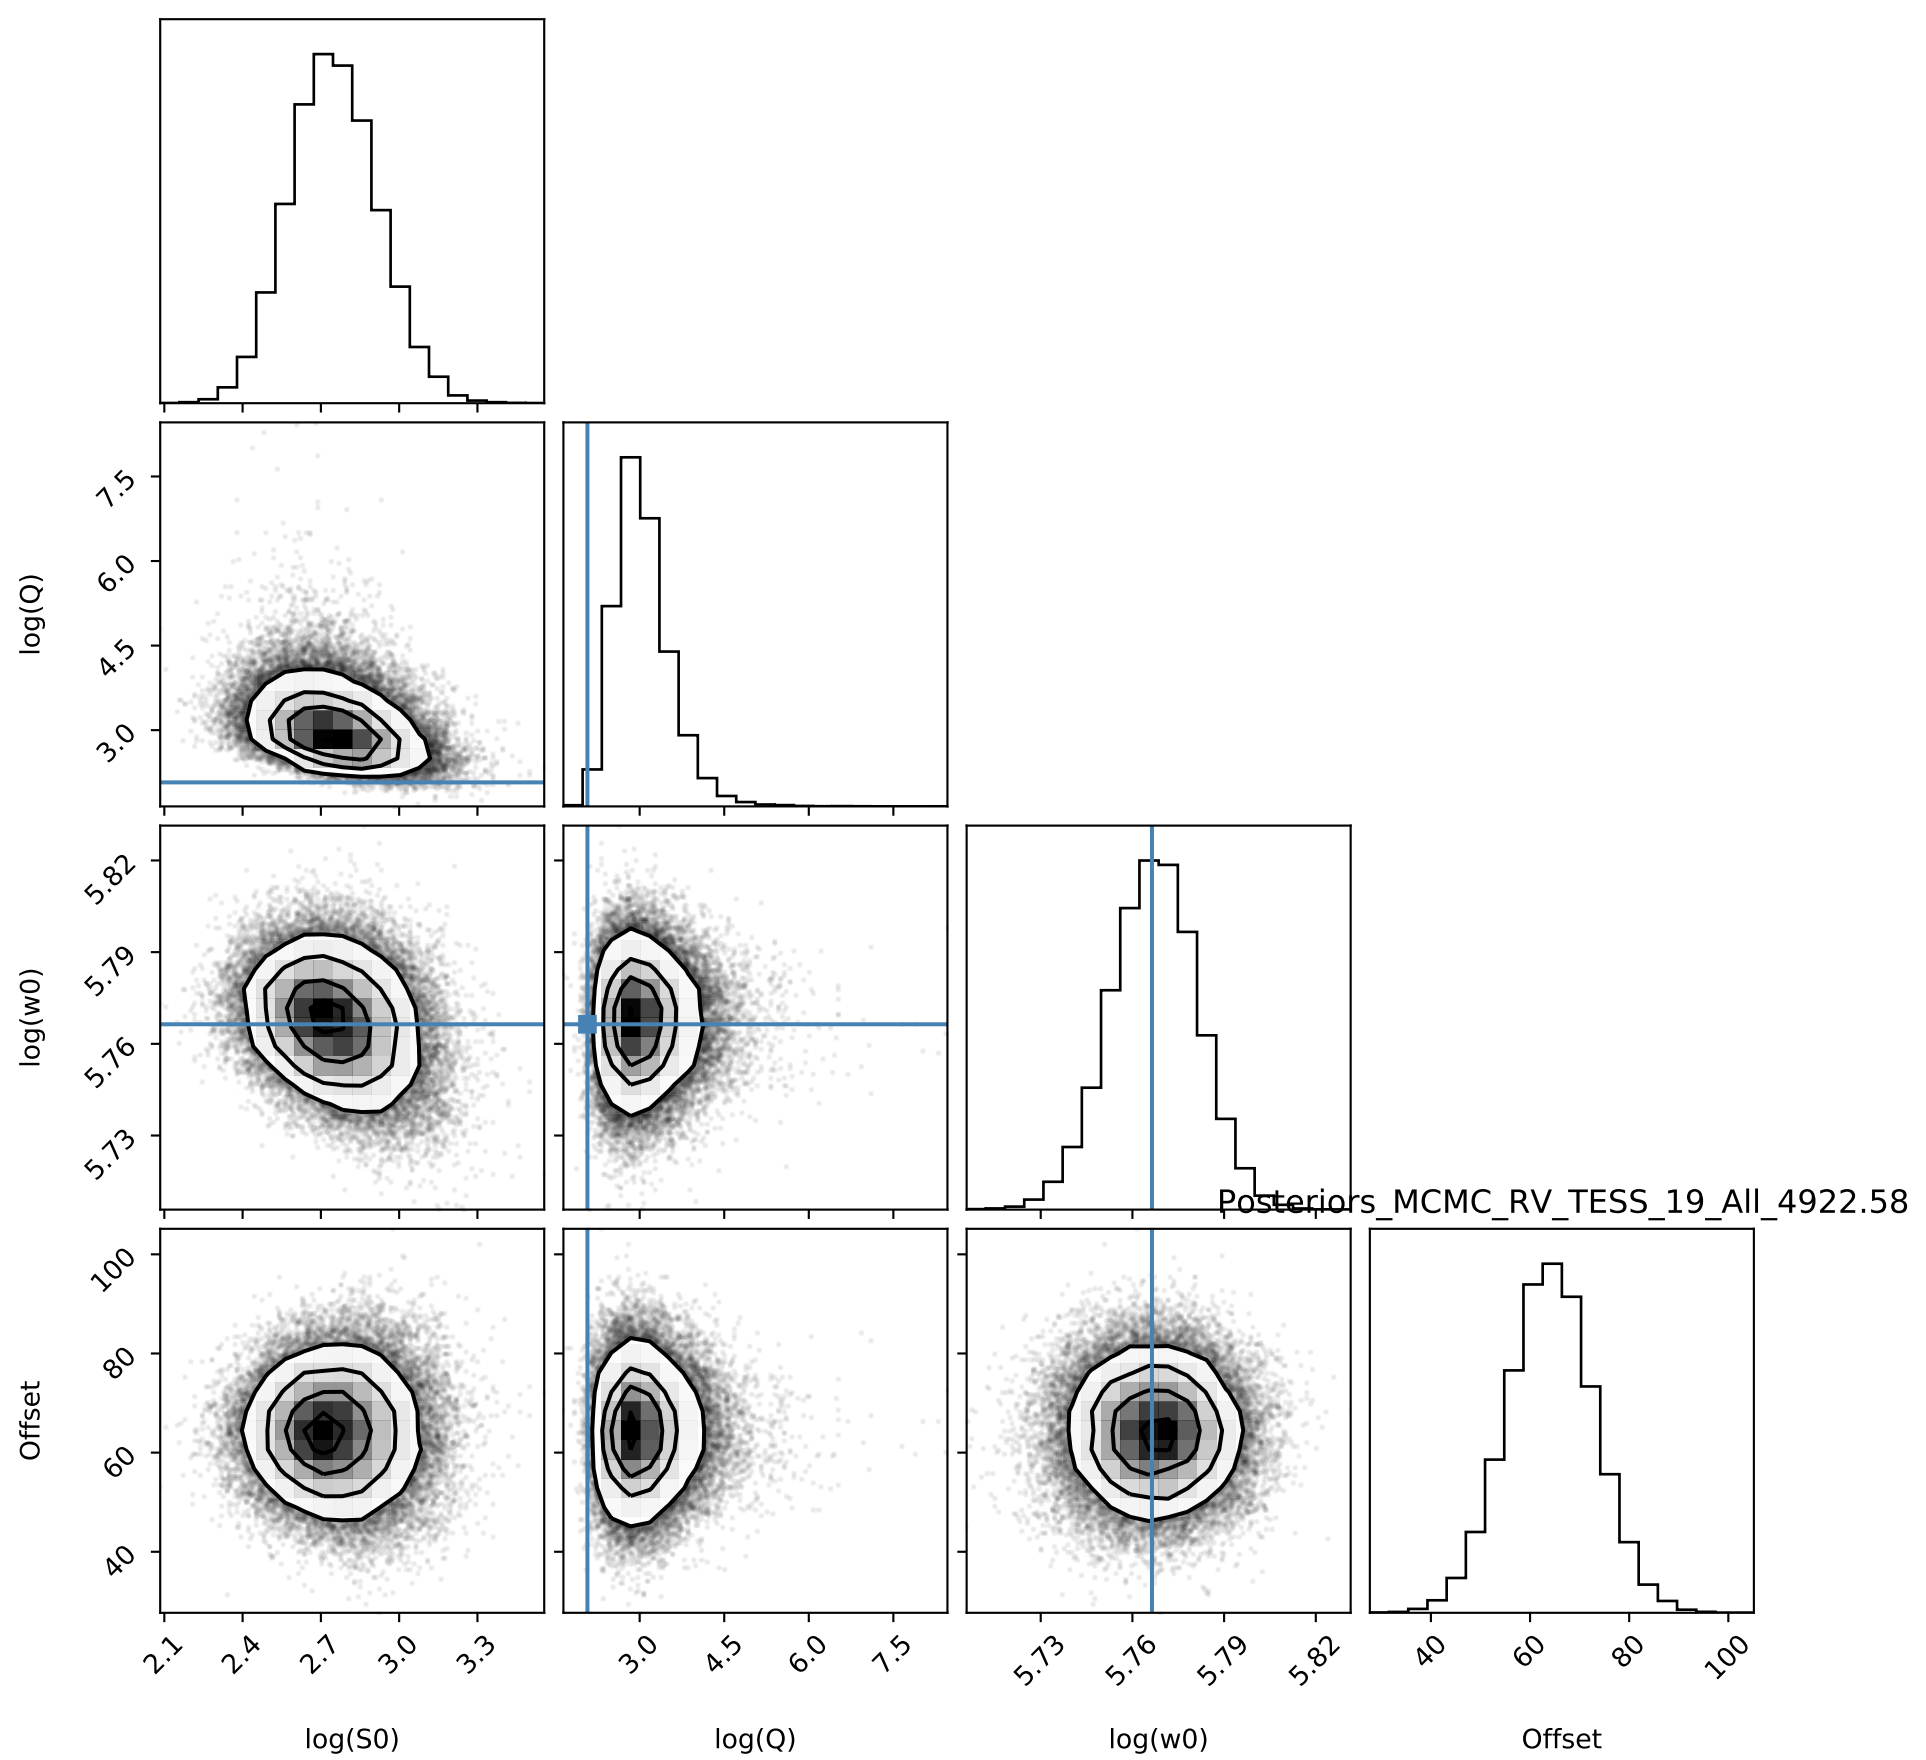 log(Q)
7.5
6.0
4.5
3.0
log(w0)
5.82
5.79
5.76
5.73
Posteriors_MCMC_RV_TESS_19_All_4922.58
Offset
100
80
60
40
2.1 2.4 2.7 3.0 3.3
3.0 4.5 6.0 7.5
5.73 5.76 5.79 5.82
40 60 80 100
log(S0)
log(Q)
log(w0)
Offset